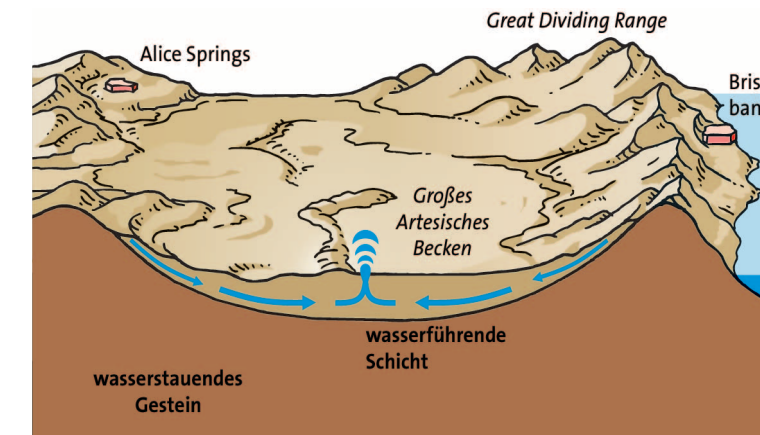 Great Dividing Range
Alice Springs
Bris
ban
Großes
Artesisches
Becken
wasserführende
Schicht
wasserstauendes
Gestein